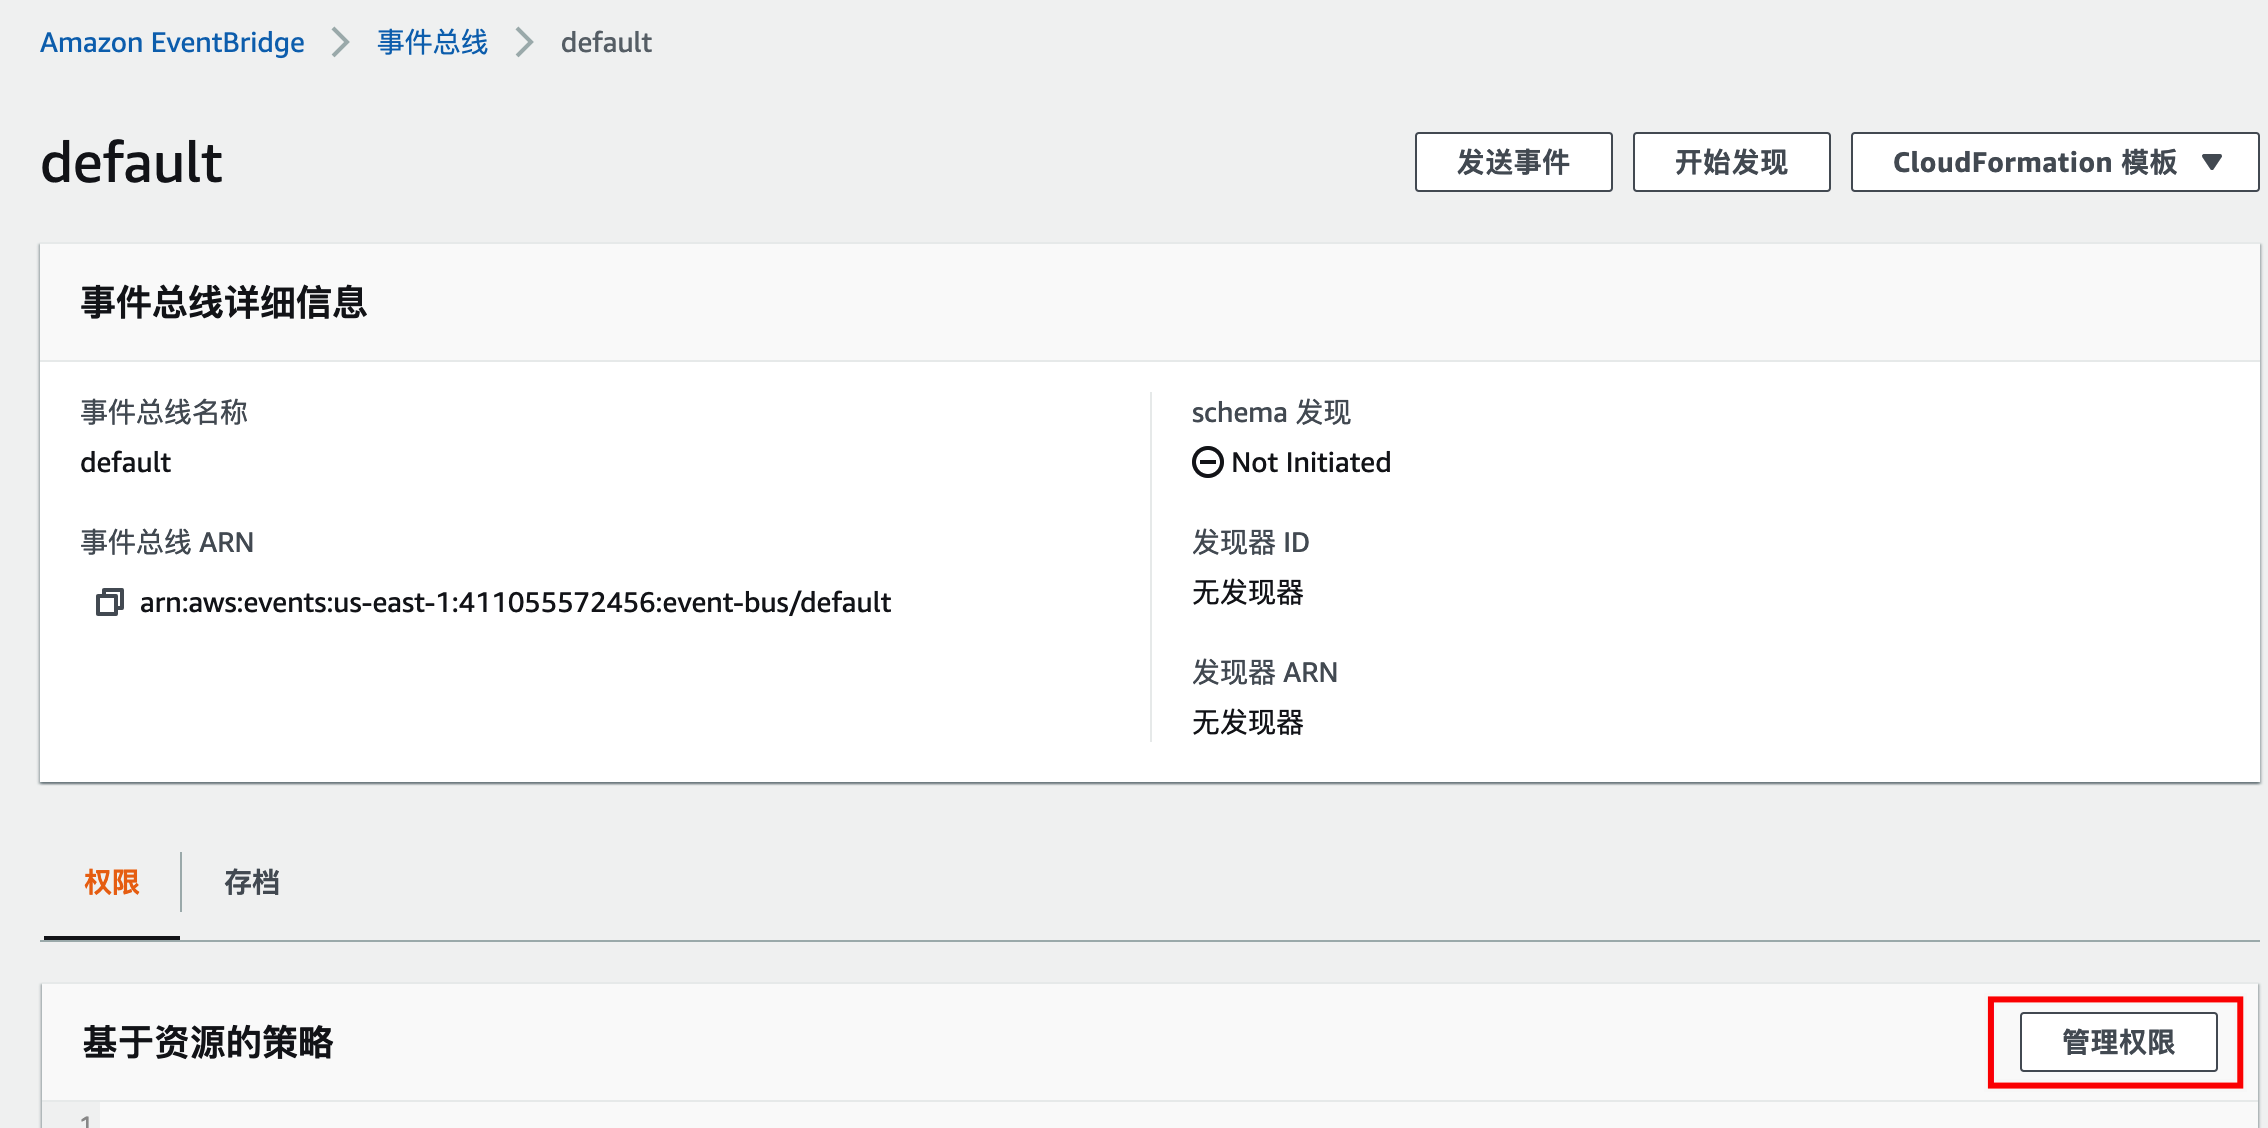 Amazon EventBridge > 事件总线 > default
default
发送事件
开始发现
CloudFormation 模板
事件总线详细信息
事件总线名称
default
事件总线 ARN
arn:aws:events:us-east-1:411055572456:event-bus/default
schema 发现
Not Initiated
发现器 ID
无发现器
发现器 ARN
无发现器
权限
存档
基于资源的策略
管理权限
1